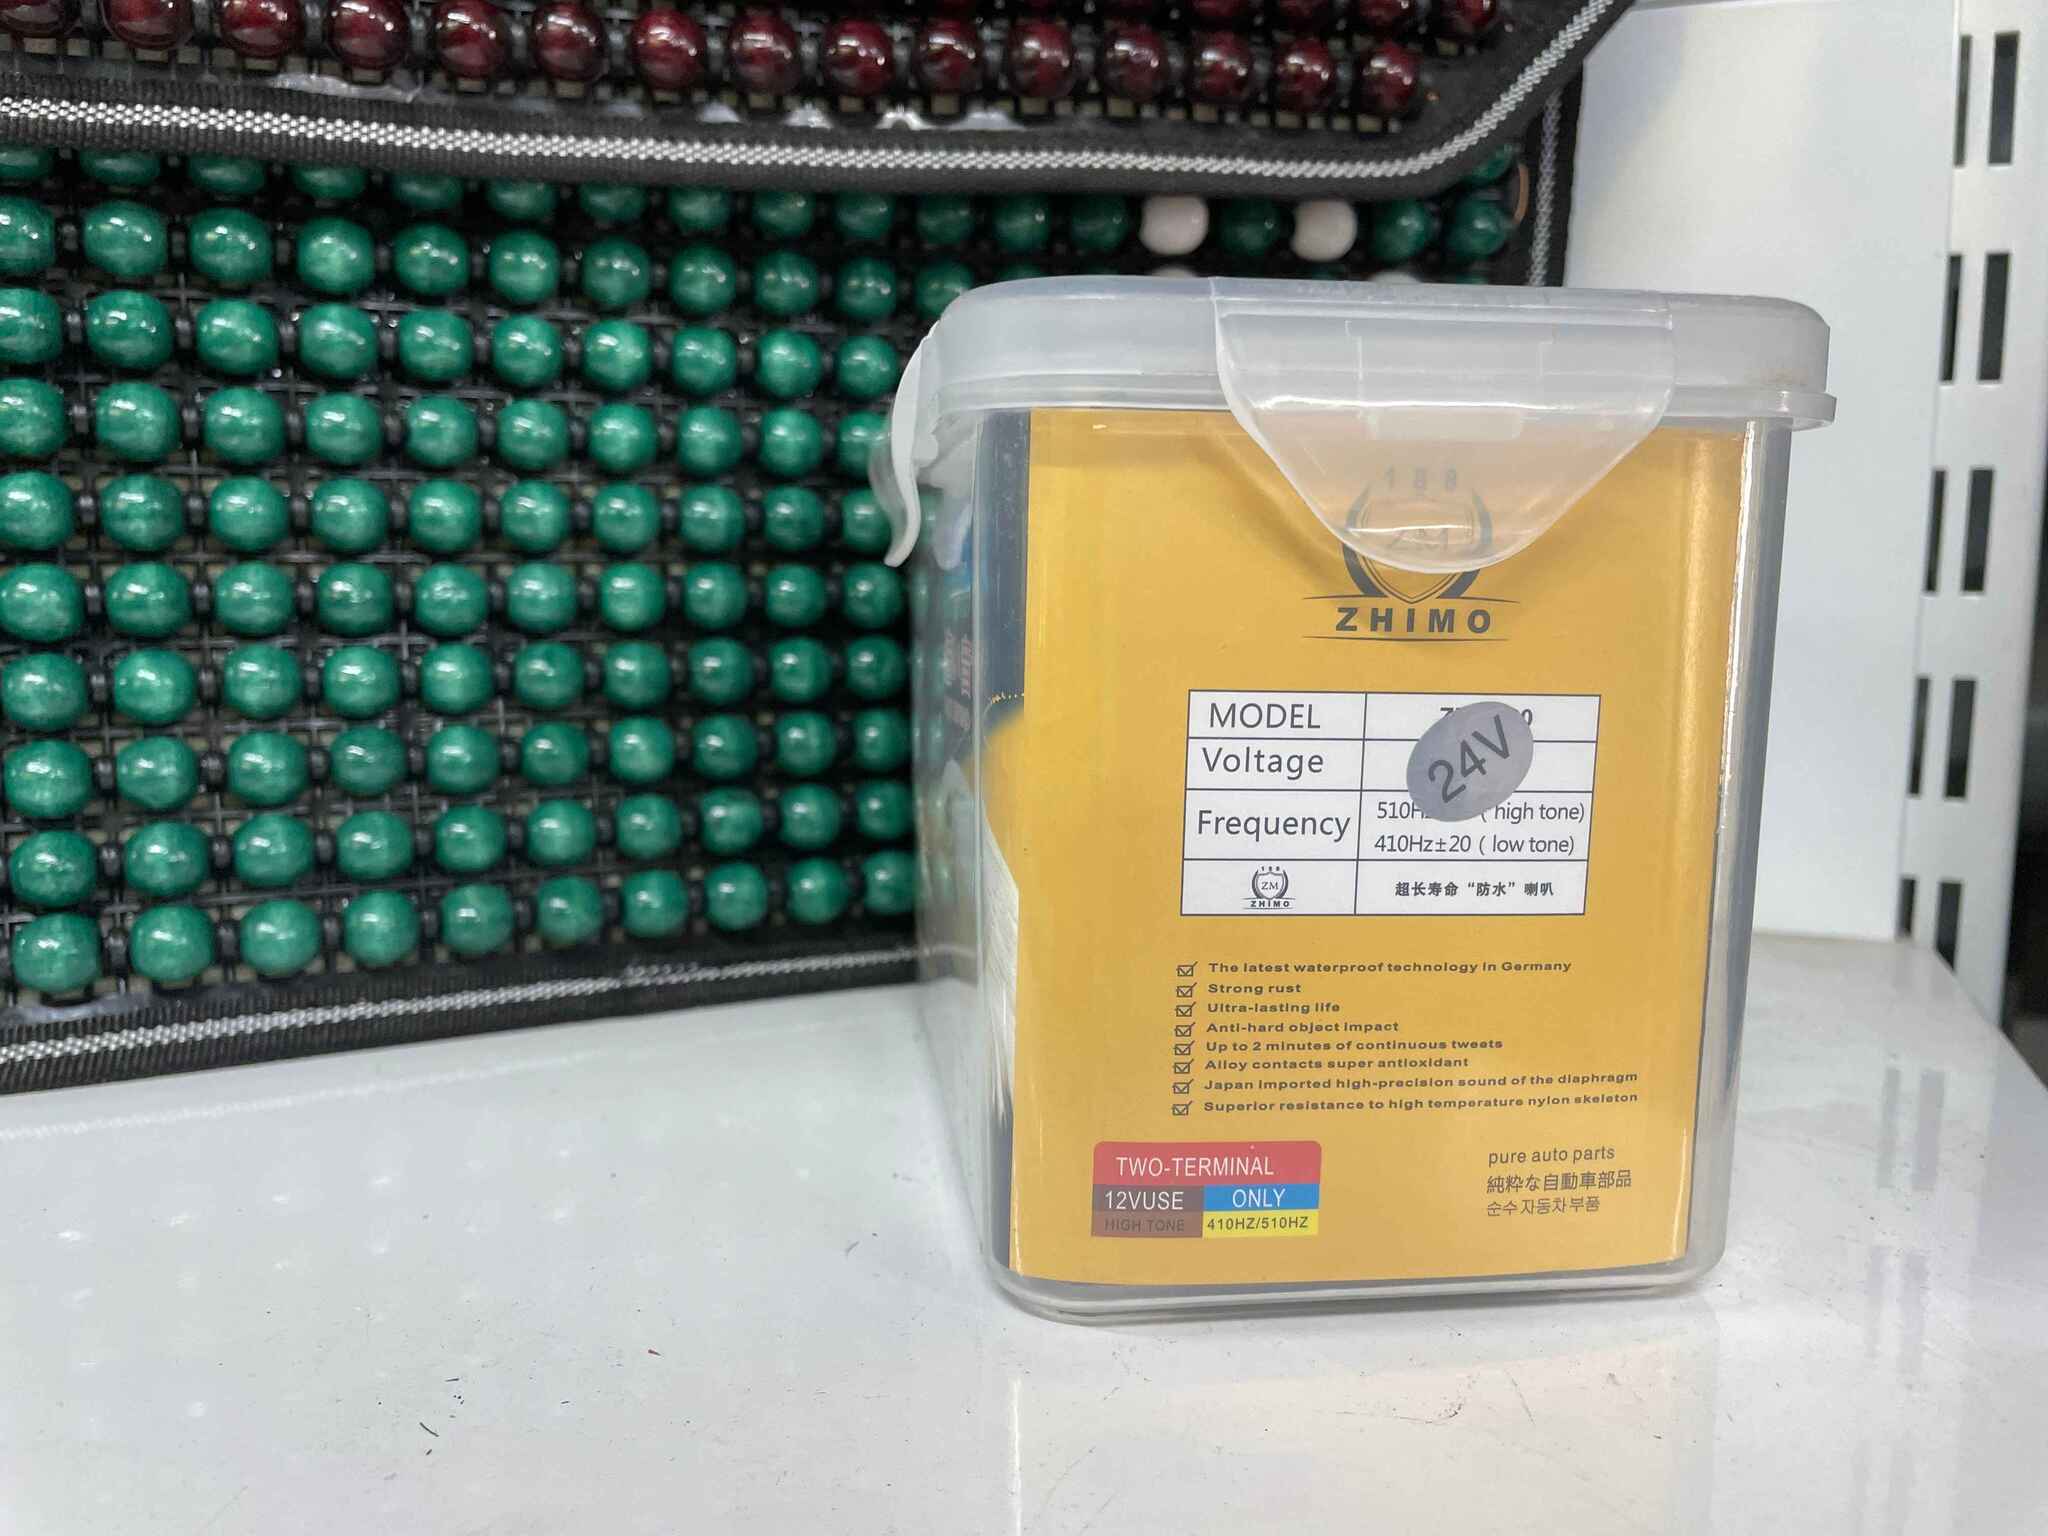 188
ZM
ZHIMO
MODEL
Voltage
24V
Frequency
510Hz ( high tone)
410Hz±20 ( low tone)
188
ZM
ZHIMO
超长寿命“防水”喇叭
The latest waterproof technology in Germany
Strong rust
Ultra-lasting life
Anti-hard object impact
Up to 2 minutes of continuous tweets
Alloy contacts super antioxidant
Japan imported high-precision sound of the diaphragm
Superior resistance to high temperature nylon skeleton
TWO-TERMINAL
12VUSE ONLY
HIGH TONE 410HZ/510HZ
pure auto parts
純粋な自動車部品
순수 자동차 부품